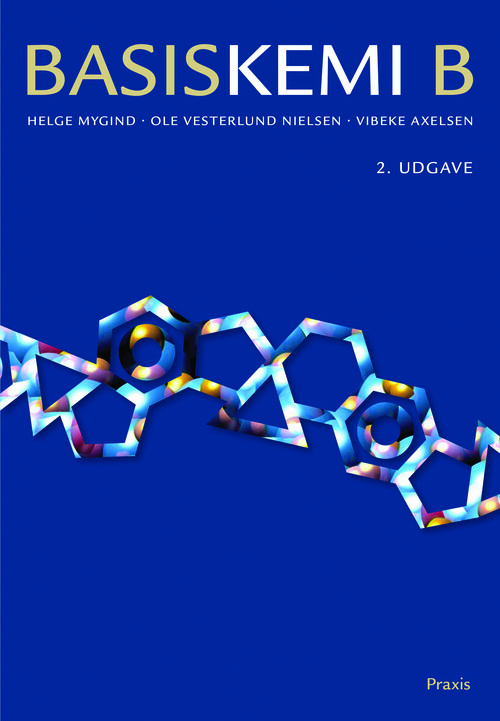 BASISKEMI B
HELGE MYGIND · OLE VESTERLUND NIELSEN · VIBEKE AXELSEN
2. UDGAVE
Praxis